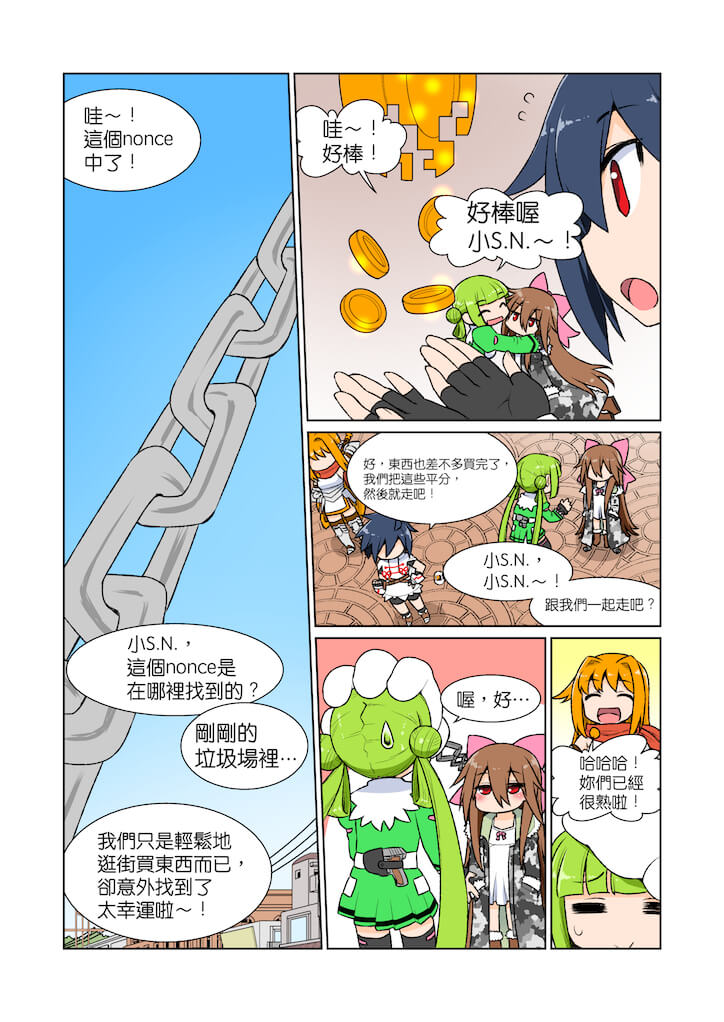 哇～！
這個nonce
中了！
小S.N.，
這個nonce是
在哪裡找到的？
剛剛的
垃圾場裡…
我們只是輕鬆地
逛街買東西而已，
卻意外找到了
太幸運啦～！
哇～！
好棒！
好棒喔
小S.N.～！
好，東西也差不多買完了，
我們把這些平分，
然後就走吧！
小S.N.，
小S.N.～！
跟我們一起走吧？
喔，好…
哈哈哈！
妳們已經
很熟啦！